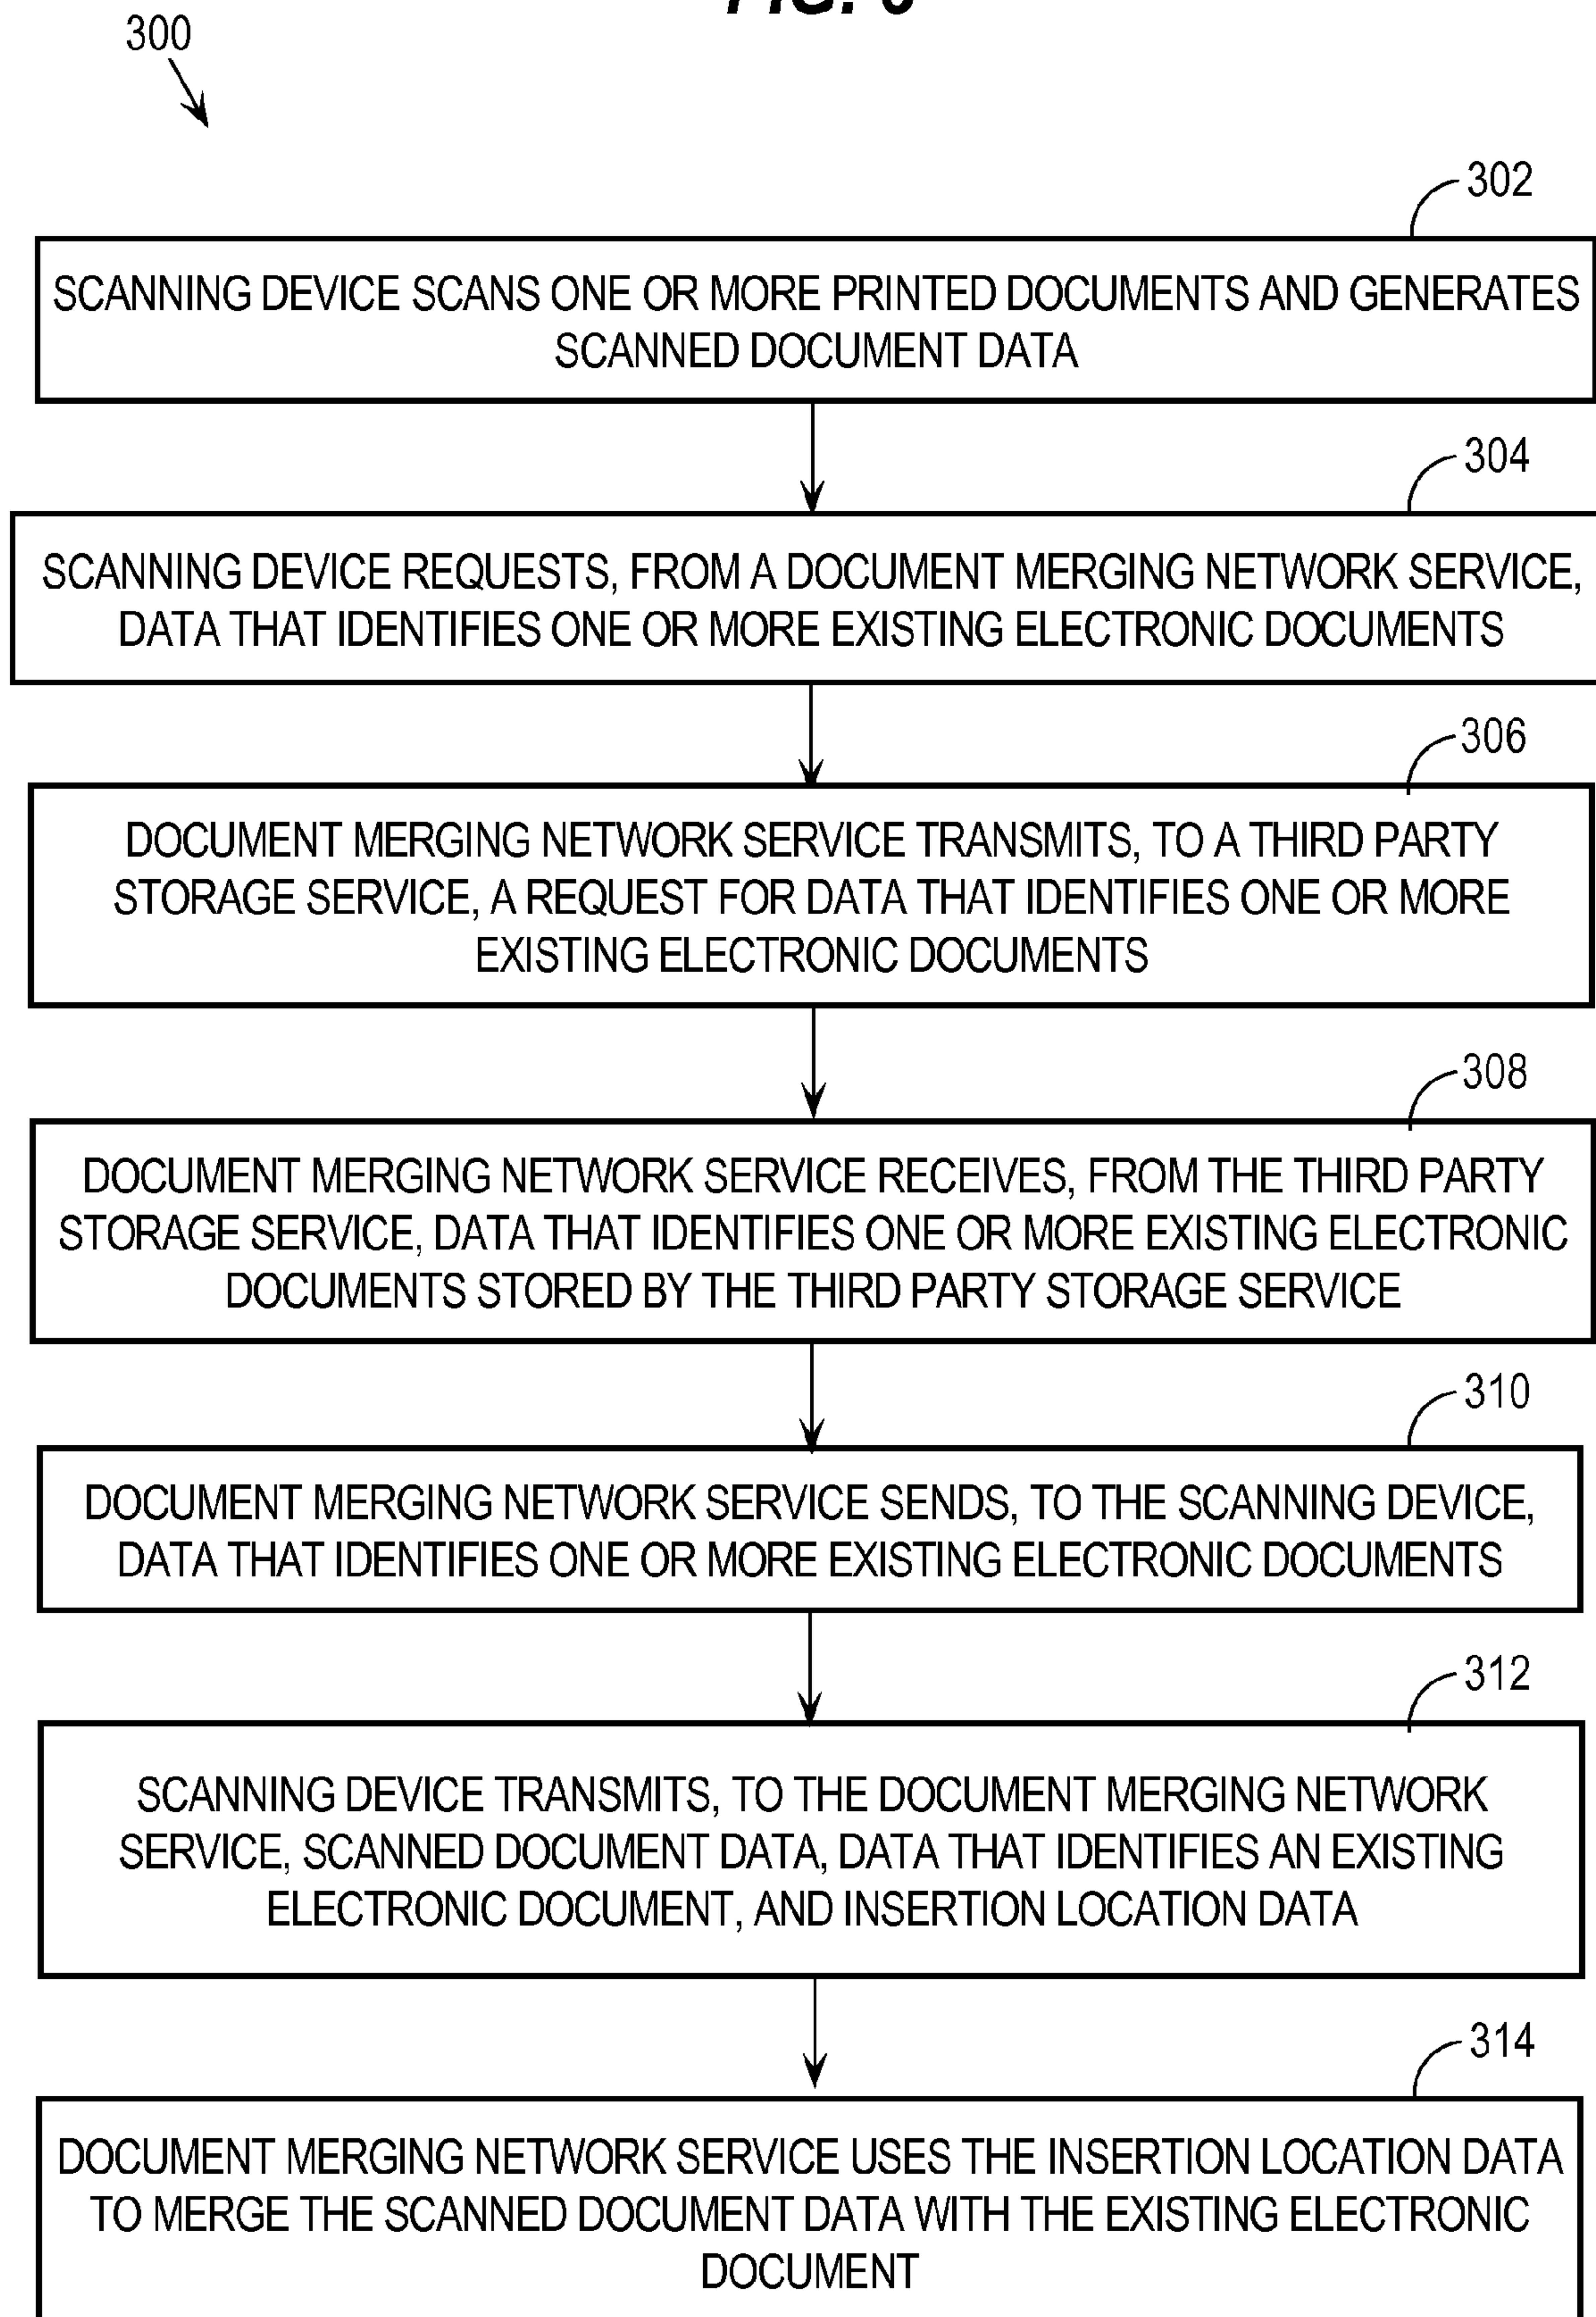 FIG.
300
302
SCANNING DEVICE SCANS ONE OR MORE PRINTED DOCUMENTS AND GENERATES
SCANNED DOCUMENT DATA
304
SCANNING DEVICE REQUESTS, FROM A DOCUMENT MERGING NETWORK SERVICE,
DATA THAT IDENTIFIES ONE OR MORE EXISTING ELECTRONIC DOCUMENTS
306
DOCUMENT MERGING NETWORK SERVICE TRANSMITS, TO A THIRD PARTY
STORAGE SERVICE, A REQUEST FOR DATA THAT IDENTIFIES ONE OR MORE
EXISTING ELECTRONIC DOCUMENTS
308
DOCUMENT MERGING NETWORK SERVICE RECEIVES, FROM THE THIRD PARTY
STORAGE SERVICE, DATA THAT IDENTIFIES ONE OR MORE EXISTING ELECTRONIC
DOCUMENTS STORED BY THE THIRD PARTY STORAGE SERVICE
310
DOCUMENT MERGING NETWORK SERVICE SENDS, TO THE SCANNING DEVICE,
DATA THAT IDENTIFIES ONE OR MORE EXISTING ELECTRONIC DOCUMENTS
312
SCANNING DEVICE TRANSMITS, TO THE DOCUMENT MERGING NETWORK
SERVICE, SCANNED DOCUMENT DATA, DATA THAT IDENTIFIES AN EXISTING
ELECTRONIC DOCUMENT, AND INSERTION LOCATION DATA
314
DOCUMENT MERGING NETWORK SERVICE USES THE INSERTION LOCATION DATA
TO MERGE THE SCANNED DOCUMENT DATA WITH THE EXISTING ELECTRONIC
DOCUMENT